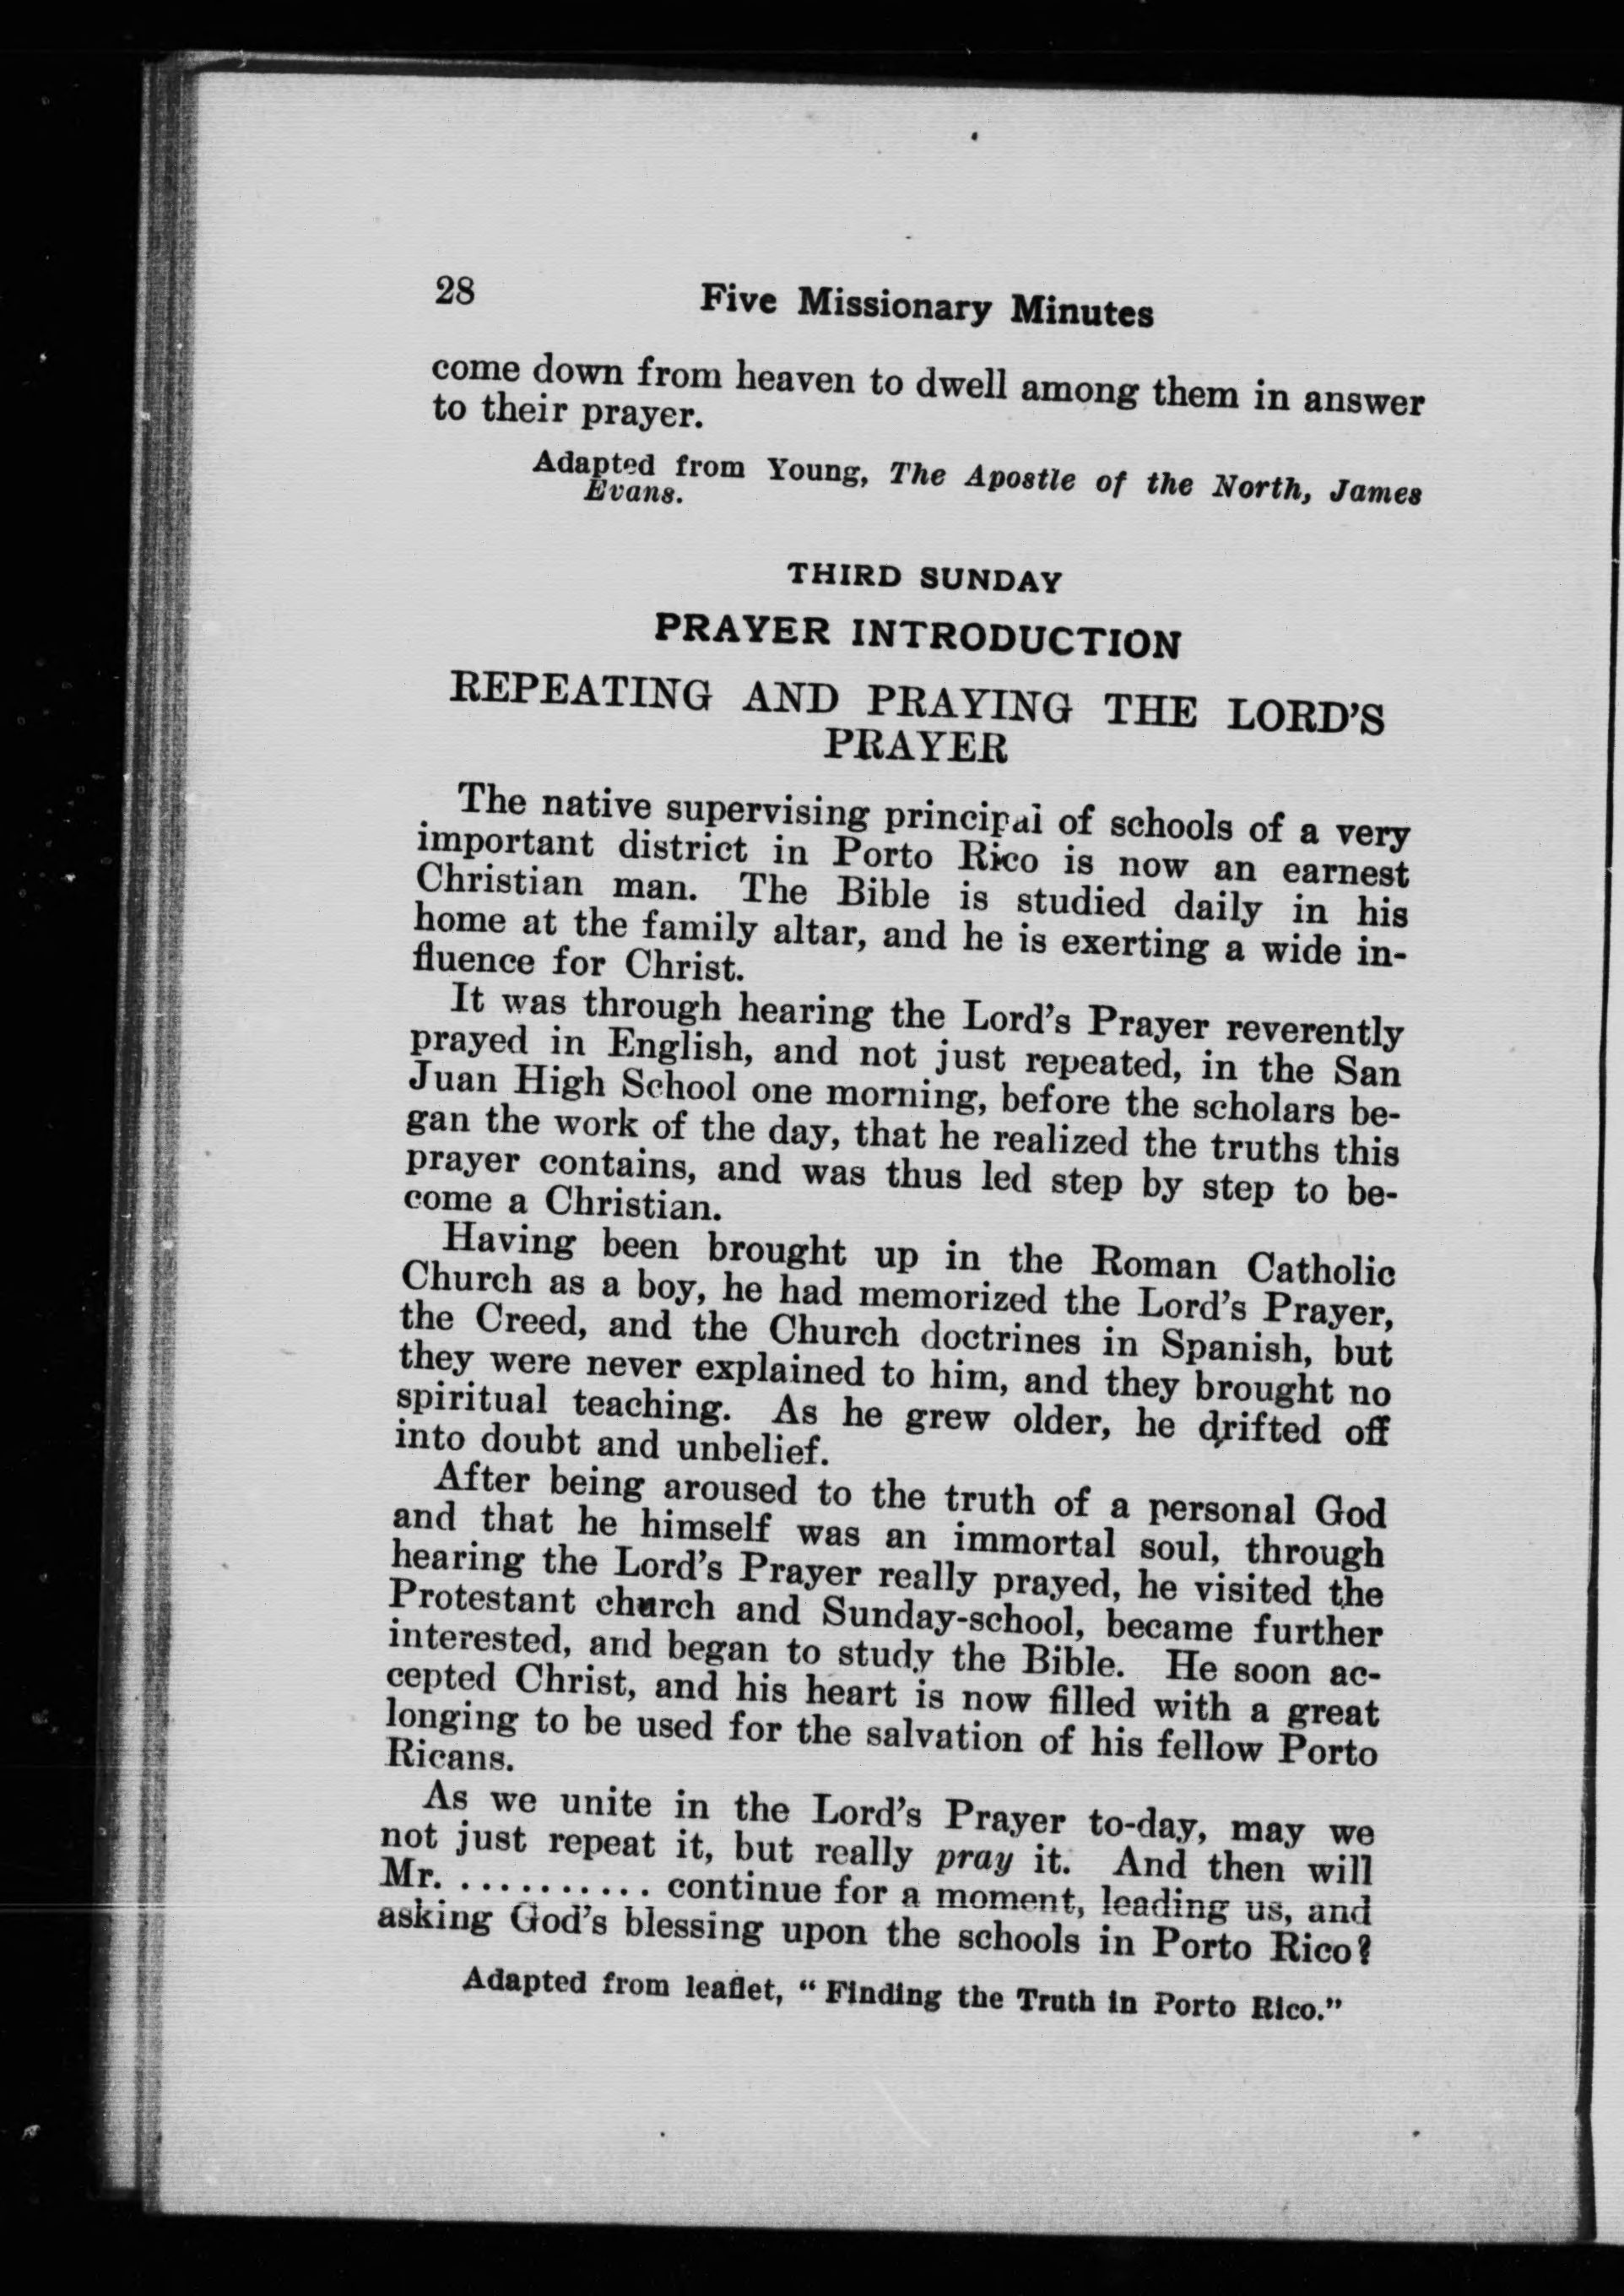 28 Five Missionary Minutes
come down from heaven to dwell among them in answer
to their prayer.
Adapted from Young, The Apostle of the North, James
Evans.
THIRD SUNDAY
PRAYER INTRODUCTION
REPEATING AND PRAYING THE LORD'S
PRAYER
The native supervising principal of schools of a very
important district in Porto Rico is now an earnest
Christian man. The Bible is studied daily in his
home at the family altar, and he is exerting a wide in-
fluence for Christ.
It was through hearing the Lord's Prayer reverently
prayed in English, and not just repeated, in the San
Juan High School one morning, before the scholars be-
gan the work of the day, that he realized the truths this
prayer contains, and was thus led step by step to be-
come a Christian.
Having been brought up in the Roman Catholic
Church as a boy, he had memorized the Lord's Prayer,
the Creed, and the Church doctrines in Spanish, but
they were never explained to him, and they brought no
spiritual teaching. As he grew older, he drifted off
into doubt and unbelief.
After being aroused to the truth of a personal God
and that he himself was an immortal soul, through
hearing the Lord's Prayer really prayed, he visited the
Protestant church and Sunday-school, became further
interested, and began to study the Bible. He soon ac-
cepted Christ, and his heart is now filled with a great
longing to be used for the salvation of his fellow Porto
Ricans.
As we unite in the Lord's Prayer to-day, may we
not just repeat it, but really pray it. And then will
Mr. .......... continue for a moment, leading us, and
asking God's blessing upon the schools in Porto Rico?
Adapted from leaflet, "Finding the Truth in Porto Rico."